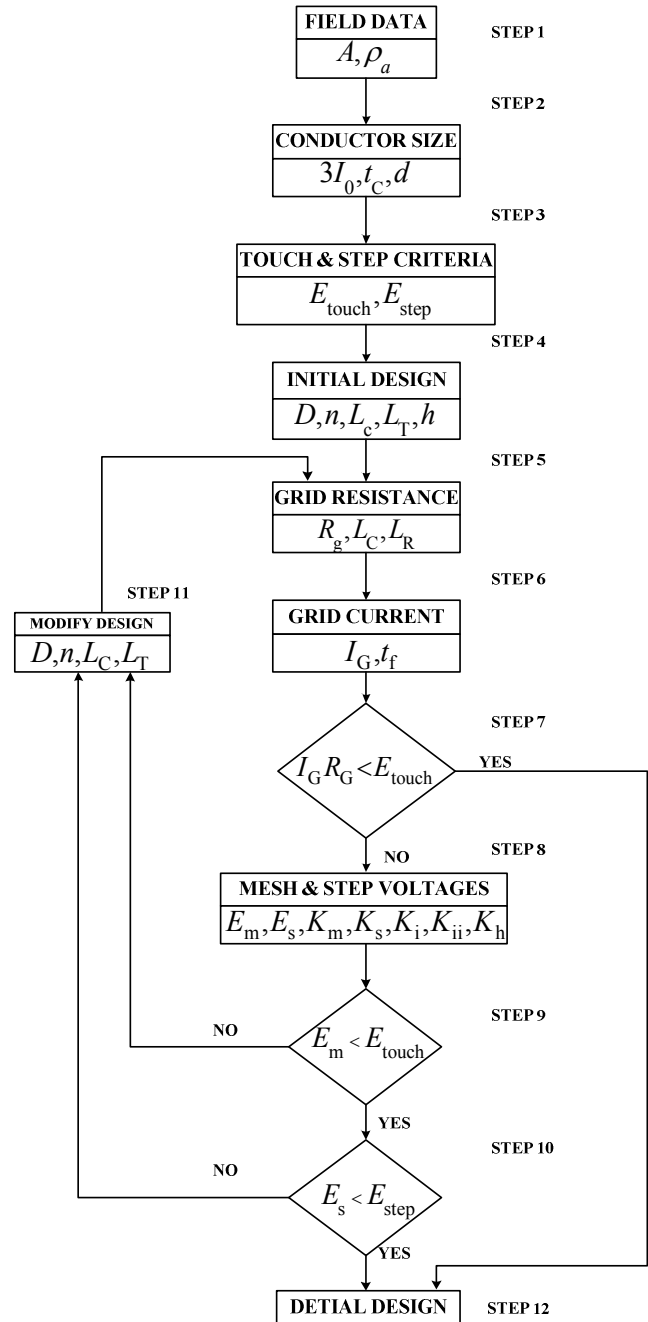 FIELD DATA
STEP 1
A, ρa
STEP 2
CONDUCTOR SIZE
3I0, tC, d
STEP 3
TOUCH & STEP CRITERIA
Etouch, Estep
STEP 4
INITIAL DESIGN
D, n, Lc, LT, h
STEP 5
GRID RESISTANCE
Rg, LC, LR
STEP 6
STEP 11
MODIFY DESIGN
D, n, LC, LT
GRID CURRENT
IG, tf
STEP 7
IG RG < Etouch
YES
NO
STEP 8
MESH & STEP VOLTAGES
Em, Es, Km, Ks, Ki, Kii, Kh
STEP 9
NO
Em < Etouch
YES
STEP 10
NO
Es < Estep
YES
DETIAL DESIGN
STEP 12